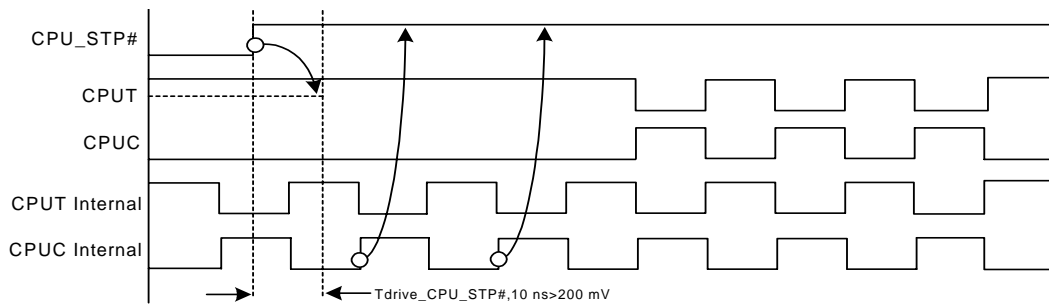 CPU_STP#
CPUT
CPUC
CPUT Internal
CPUC Internal
Tdrive_CPU_STP#,10 ns>200 mV